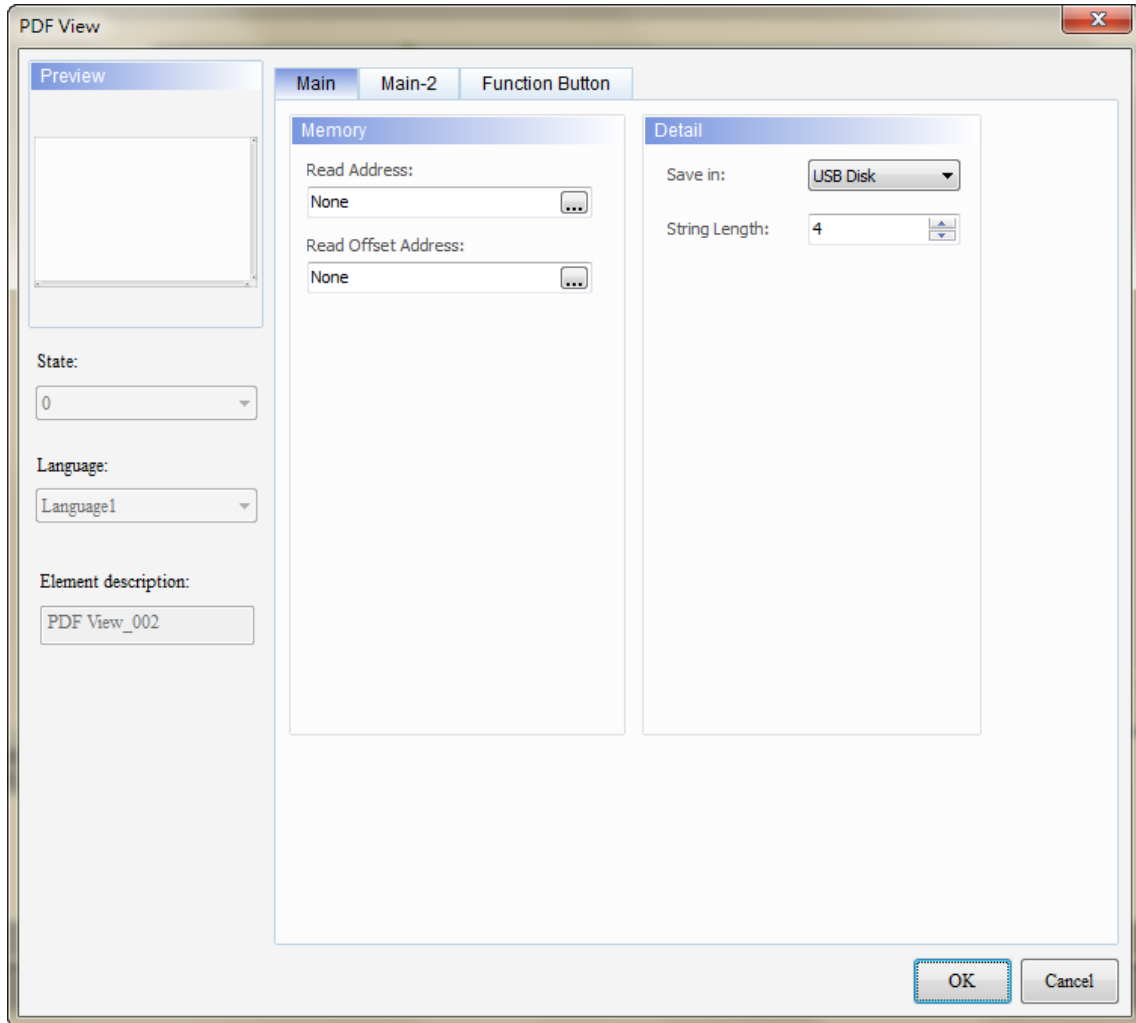 PDF View
Preview
Main
Main-2
Function Button
Memory
Detail
Read Address:
None
...
Save in:
USB Disk
Read Offset Address:
None
...
String Length:
4
State:
0
Language:
Language1
Element description:
PDF View_002
OK
Cancel